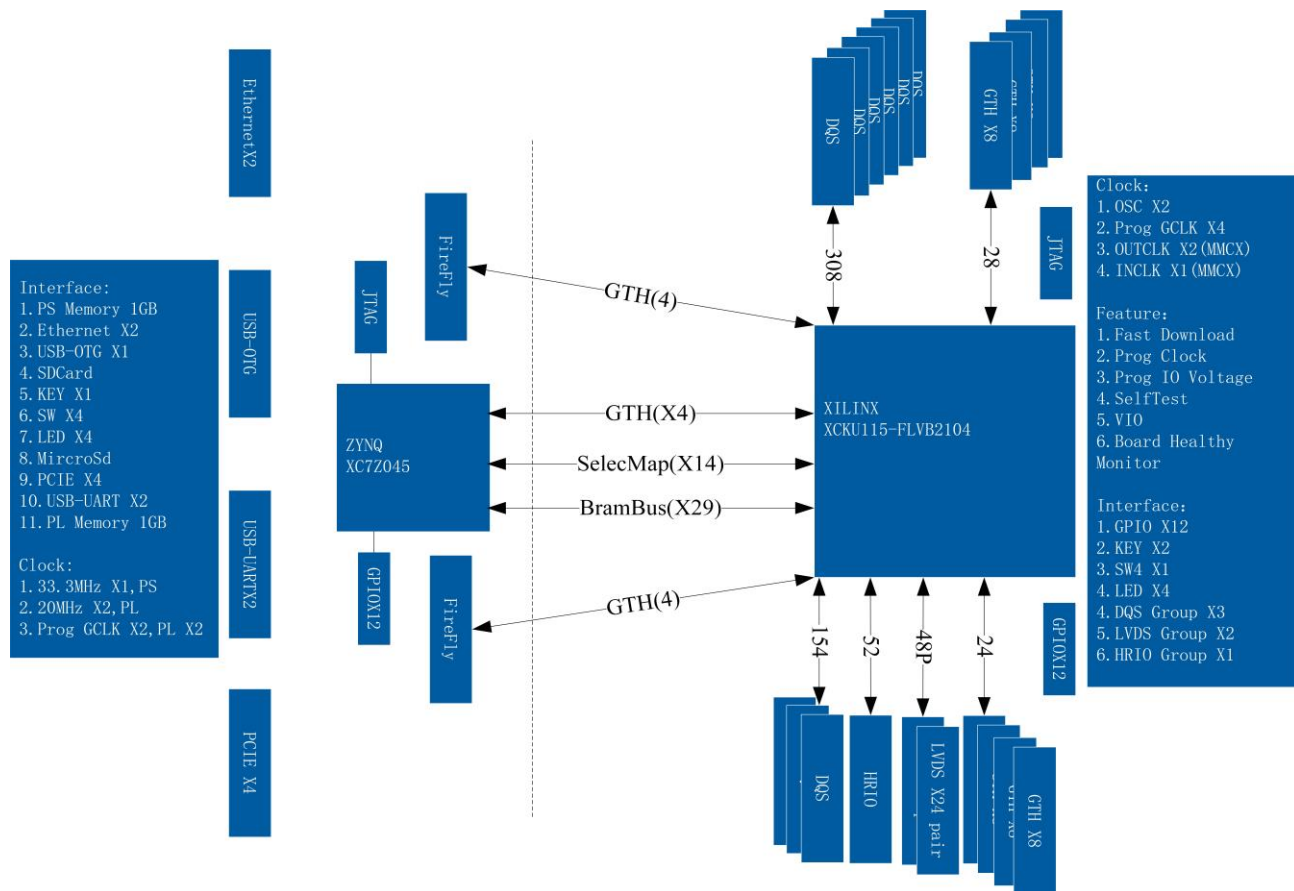 EthernetX2
USB-OTG
USB-UARTX2
PCIE X4
Interface:
1.PS Memory 1GB
2.Ethernet X2
3.USB-OTG X1
4.SDCard
5.KEY X1
6.SW X4
7.LED X4
8.MircroSd
9.PCIE X4
10.USB-UART X2
11.PL Memory 1GB
Clock:
1.33.3MHz X1,PS
2.20MHz X2,PL
3.Prog GCLK X2,PL X2
JTAG
FireFly
ZYNQ
XC7Z045
GPIOX12
FireFly
GTH(4)
GTH(X4)
SelecMap(X14)
BramBus(X29)
GTH(4)
DQS
DQS
DQS
DQS
DQS
DQS
GTH X8
308
28
JTAG
XILINX
XCKU115-FLVB2104
154
52
48P
24
GPIOX12
DQS
HRIO
LVDS X24 pair
GTH X8
Clock:
1.OSC X2
2.Prog GCLK X4
3.OUTCLK X2(MMCX)
4.INCLK X1(MMCX)
Feature:
1.Fast Download
2.Prog Clock
3.Prog IO Voltage
4.SelfTest
5.VIO
6.Board Healthy
Monitor
Interface:
1.GPIO X12
2.KEY X2
3.SW4 X1
4.LED X4
4.DQS Group X3
5.LVDS Group X2
6.HRIO Group X1